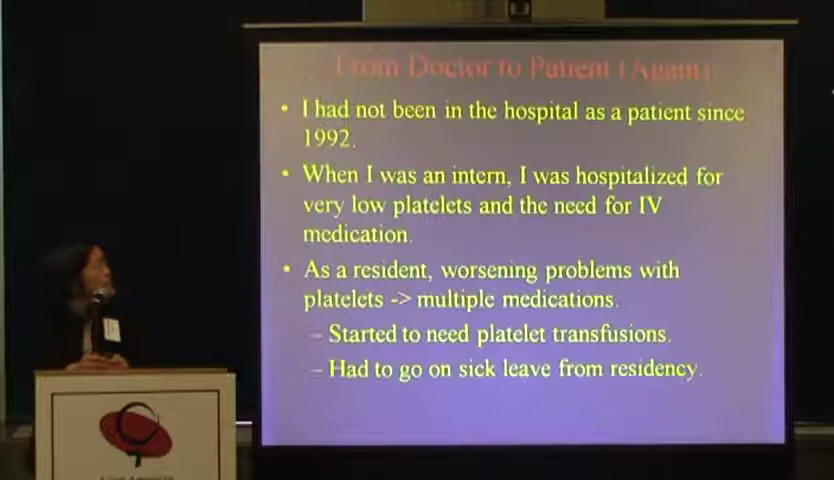 From Doctor to Patient (Again)
• I had not been in the hospital as a patient since
1992.
• When I was an intern, I was hospitalized for
very low platelets and the need for IV
medication.
• As a resident, worsening problems with
platelets -> multiple medications.
– Started to need platelet transfusions.
– Had to go on sick leave from residency.